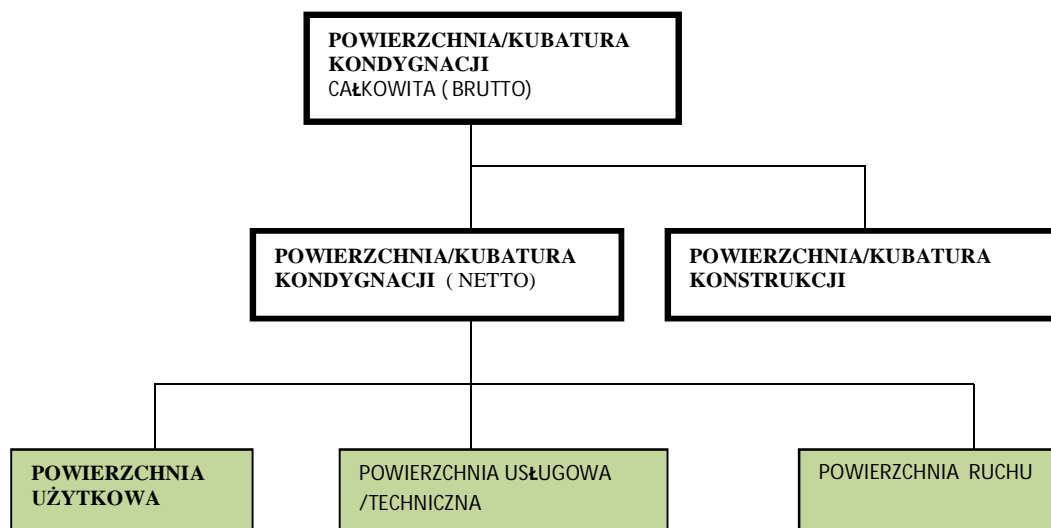 POWIERZCHNIA/KUBATURA
KONDYGNACJI
CAŁKOWITA ( BRUTTO)
POWIERZCHNIA/KUBATURA
KONDYGNACJI ( NETTO)
POWIERZCHNIA/KUBATURA
KONSTRUKCJI
POWIERZCHNIA
UŻYTKOWA
POWIERZCHNIA USŁUGOWA
/TECHNICZNA
POWIERZCHNIA RUCHU